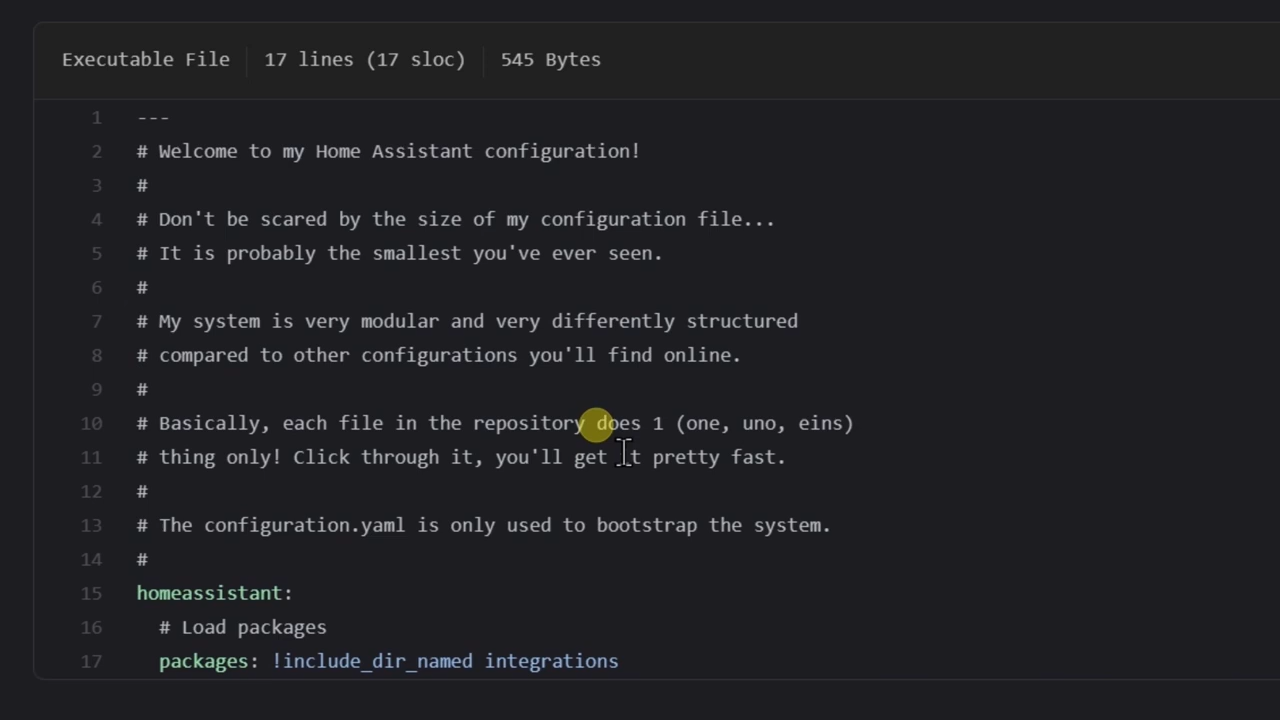 Executable File 17 lines (17 sloc) 545 Bytes
1 ---
2 # Welcome to my Home Assistant configuration!
3 #
4 # Don't be scared by the size of my configuration file...
5 # It is probably the smallest you've ever seen.
6 #
7 # My system is very modular and very differently structured
8 # compared to other configurations you'll find online.
9 #
10 # Basically, each file in the repository does 1 (one, uno, eins)
11 # thing only! Click through it, you'll get it pretty fast.
12 #
13 # The configuration.yaml is only used to bootstrap the system.
14 #
15 homeassistant:
16   # Load packages
17   packages: !include_dir_named integrations